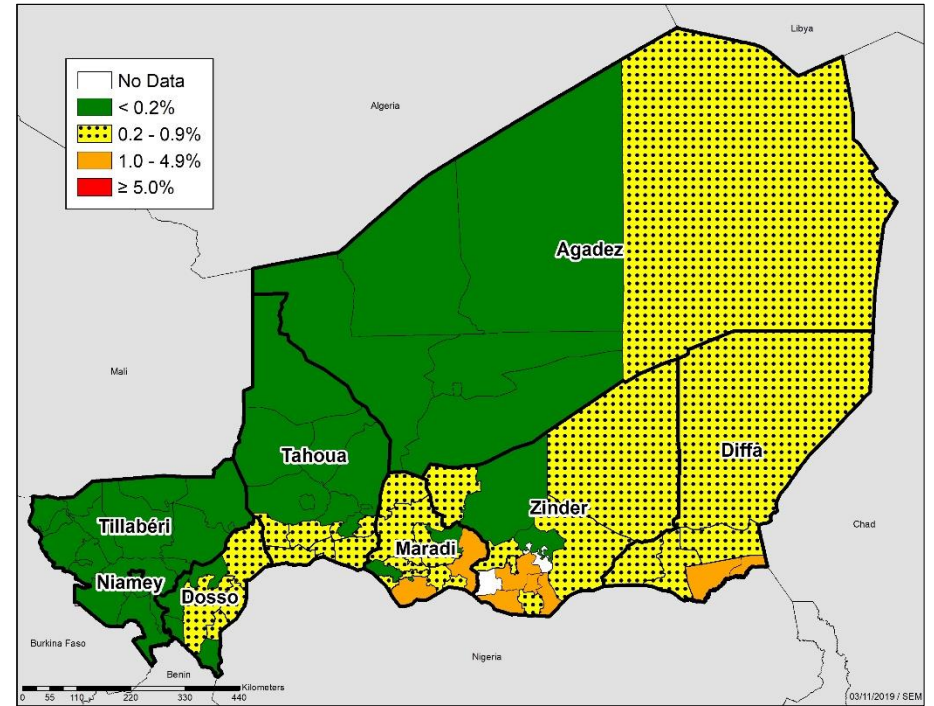 Libya
No Data
< 0.2%
0.2 - 0.9%
1.0 - 4.9%
≥ 5.0%
Algeria
Agadez
Mali
Tahoua
Diffa
Zinder
Tillabéri
Chad
Maradi
Niamey
Dosso
Burkina Faso
Nigeria
Benin
Kilometers
0 55 110 220 330 440
03/11/2019 / SEM